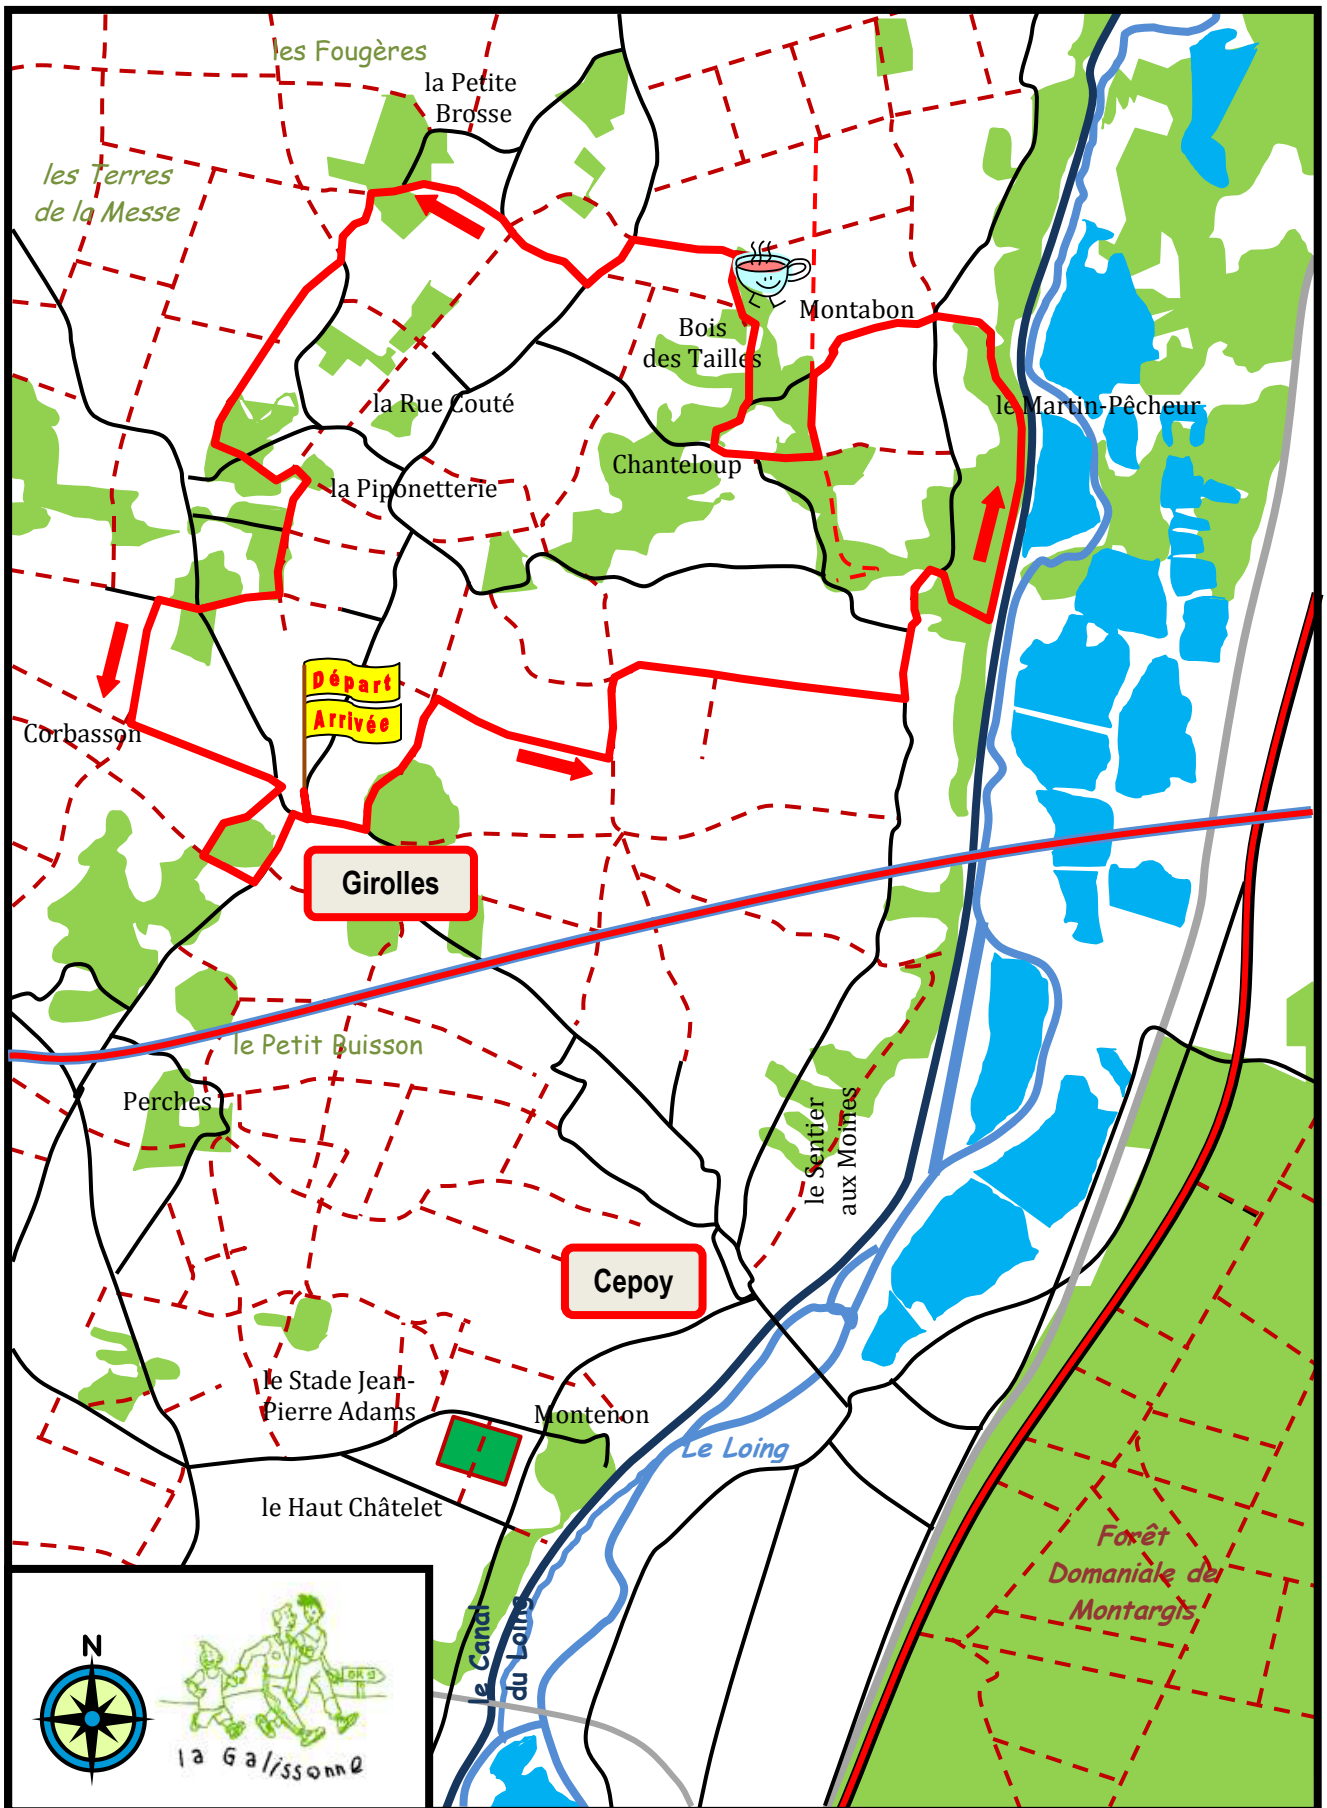 les Fougères
la Petite
Brosse
les Terres
de la Messe
Montabon
Bois
des Tailles
la Rue Couté
le Martin-Pêcheur
Chanteloup
la Piponetterie
Départ
Arrivée
Corbasson
Girolles
le Petit Buisson
Perches
le Sentier
aux Moines
Cepoy
le Stade Jean-
Pierre Adams
Montenon
Le Loing
le Haut Châtelet
Forêt
Domaniale de
Montargis
le Canal
du Loing
N
GR 13
la Galissonne